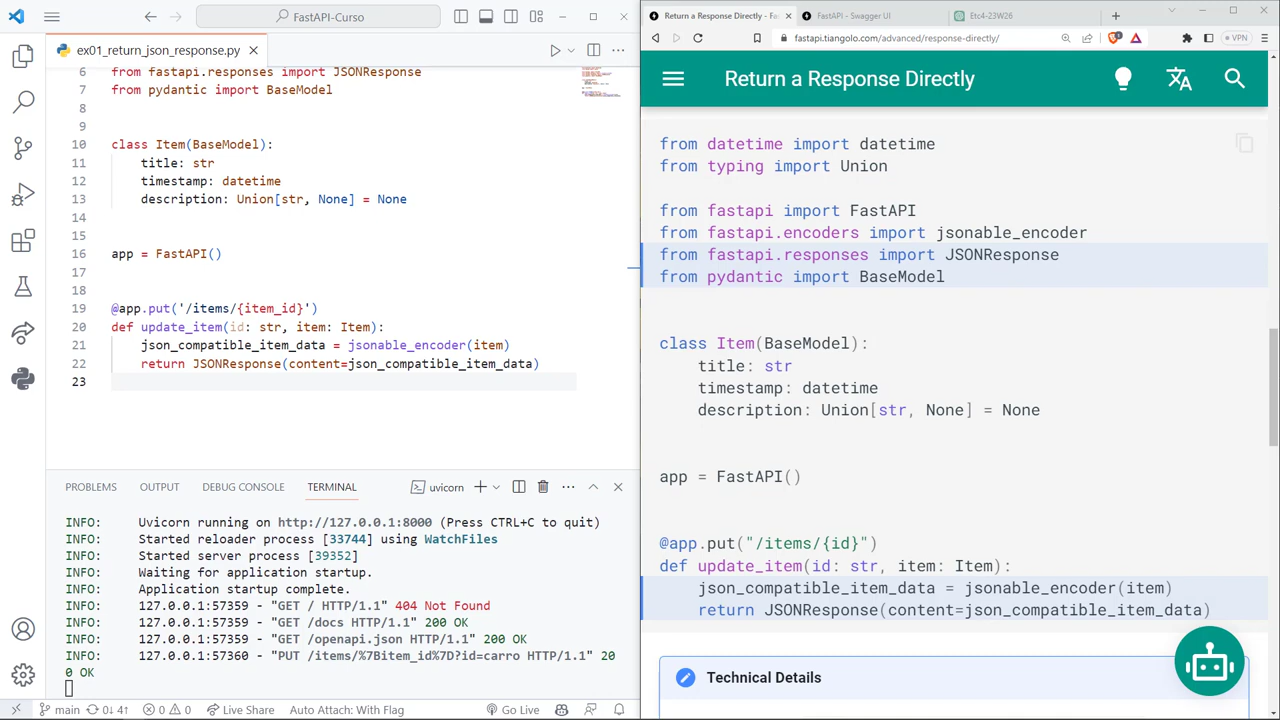 FastAPI-Curso
ex01_return_json_response.py
6 from fastapi.responses import JSONResponse
7 from pydantic import BaseModel
8
9
10 class Item(BaseModel):
11 title: str
12 timestamp: datetime
13 description: Union[str, None] = None
14
15
16 app = FastAPI()
17
18
19 @app.put('/items/{item_id}')
20 def update_item(id: str, item: Item):
21 json_compatible_item_data = jsonable_encoder(item)
22 return JSONResponse(content=json_compatible_item_data)
23
PROBLEMS OUTPUT DEBUG CONSOLE TERMINAL uvicorn
INFO: Uvicorn running on http://127.0.0.1:8000 (Press CTRL+C to quit)
INFO: Started reloader process [33744] using WatchFiles
INFO: Started server process [39352]
INFO: Waiting for application startup.
INFO: Application startup complete.
INFO: 127.0.0.1:57359 - "GET / HTTP/1.1" 404 Not Found
INFO: 127.0.0.1:57359 - "GET /docs HTTP/1.1" 200 OK
INFO: 127.0.0.1:57359 - "GET /openapi.json HTTP/1.1" 200 OK
INFO: 127.0.0.1:57360 - "PUT /items/%7Bitem_id%7D?id=carro HTTP/1.1" 20
0 OK
main 0↓ 4↑ 0 0 Live Share Auto Attach: With Flag Go Live
Return a Response Directly - Fa FastAPI - Swagger UI Etc4-23W26
fastapi.tiangolo.com/advanced/response-directly/ VPN
Return a Response Directly
from datetime import datetime
from typing import Union
from fastapi import FastAPI
from fastapi.encoders import jsonable_encoder
from fastapi.responses import JSONResponse
from pydantic import BaseModel
class Item(BaseModel):
title: str
timestamp: datetime
description: Union[str, None] = None
app = FastAPI()
@app.put("/items/{id}")
def update_item(id: str, item: Item):
json_compatible_item_data = jsonable_encoder(item)
return JSONResponse(content=json_compatible_item_data)
Technical Details